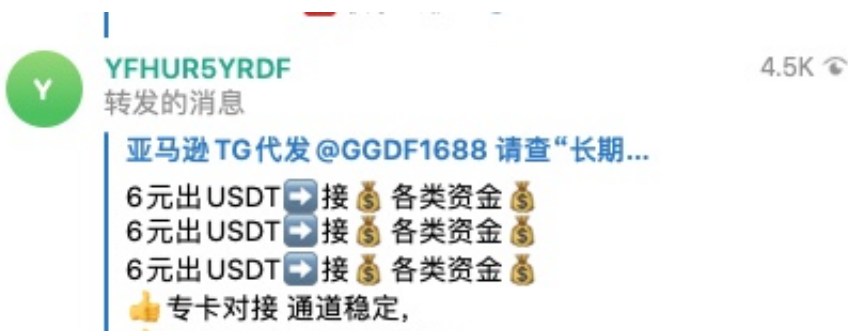 YFHUR5YRDF
4.5K
转发的消息
亚马逊TG代发@GGDF1688 请查“长期...
6元出USDT➡️接💰各类资金💰
6元出USDT➡️接💰各类资金💰
6元出USDT➡️接💰各类资金💰
👍专卡对接 通道稳定,